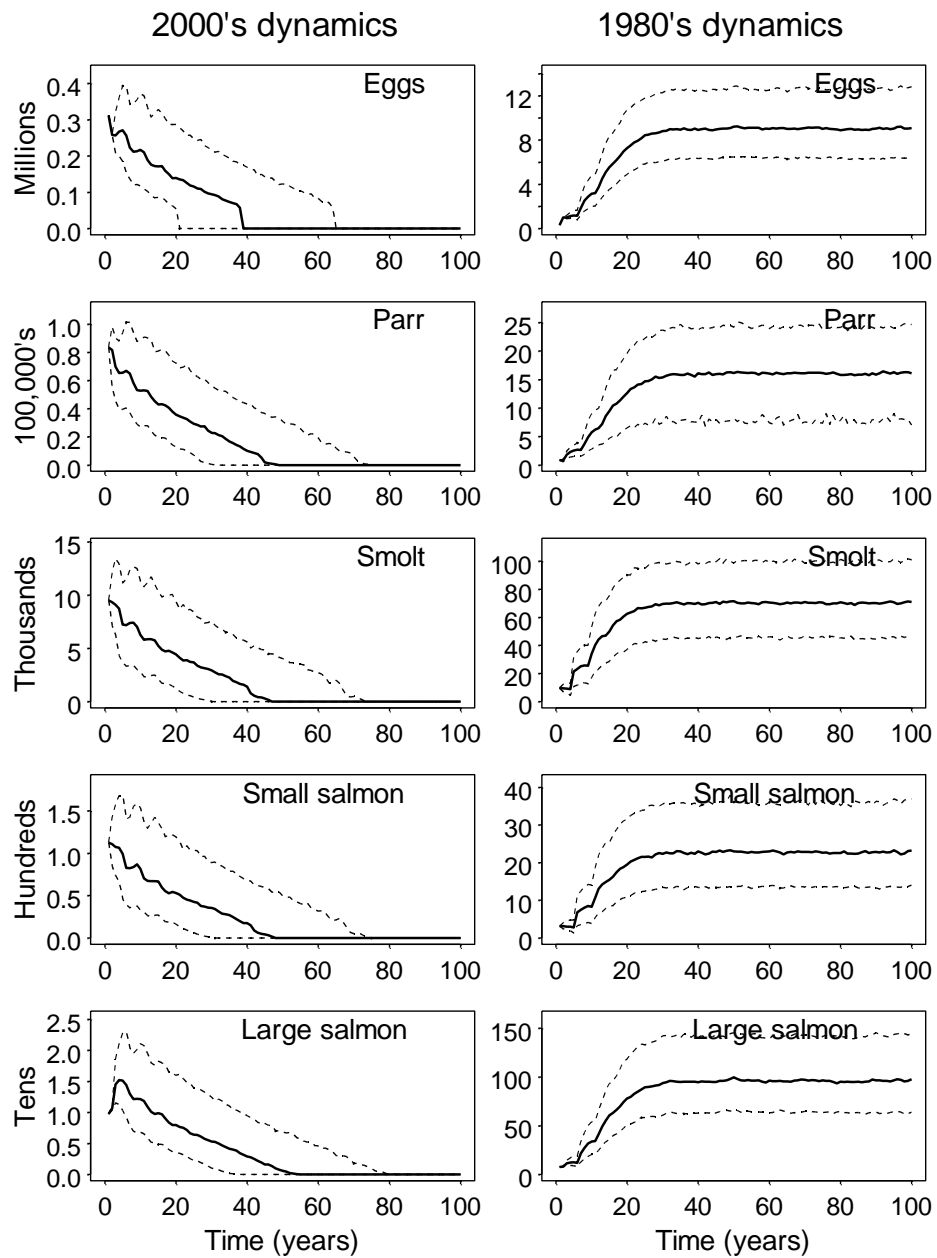 2000's dynamics
1980's dynamics
Millions
0.4
0.3
0.2
0.1
0.0
Eggs
0 20 40 60 80 100
12
8
6
4
2
0
Eggs
0 20 40 60 80 100
100,000's
1.0
0.8
0.6
0.4
0.2
0.0
Parr
0 20 40 60 80 100
25
20
15
10
5
0
Parr
0 20 40 60 80 100
Thousands
15
10
5
0
Smolt
0 20 40 60 80 100
100
80
60
40
20
0
Smolt
0 20 40 60 80 100
Hundreds
1.5
1.0
0.5
0.0
Small salmon
0 20 40 60 80 100
40
30
20
10
0
Small salmon
0 20 40 60 80 100
Tens
2.5
2.0
1.5
1.0
0.5
0.0
Large salmon
0 20 40 60 80 100
Time (years)
150
100
50
0
Large salmon
0 20 40 60 80 100
Time (years)